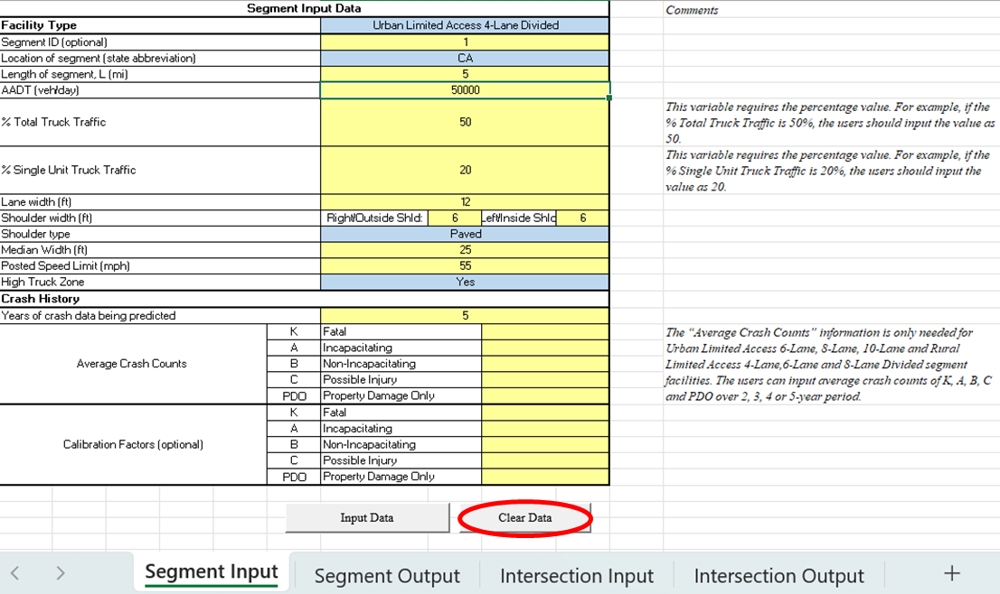 Segment Input Data
Comments
Facility Type Urban Limited Access 4-Lane Divided
Segment ID (optional) 1
Location of segment (state abbreviation) CA
Length of segment, L (mi) 5
AADT (veh/day) 50000
% Total Truck Traffic 50
This variable requires the percentage value. For example, if the
% Total Truck Traffic is 50%, the users should input the value as
50.
% Single Unit Truck Traffic 20
This variable requires the percentage value. For example, if the
% Single Unit Truck Traffic is 20%, the users should input the
value as 20.
Lane width (ft) 12
Shoulder width (ft) Right/Outside Shld: 6 Left/Inside Shld 6
Shoulder type Paved
Median Width (ft) 25
Posted Speed Limit (mph) 55
High Truck Zone Yes
Crash History
Years of crash data being predicted 5
Average Crash Counts
K Fatal
A Incapacitating
B Non-Incapacitating
C Possible Injury
PDO Property Damage Only
The “Average Crash Counts” information is only needed for
Urban Limited Access 6-Lane, 8-Lane, 10-Lane and Rural
Limited Access 4-Lane,6-Lane and 8-Lane Divided segment
facilities. The users can input average crash counts of K, A, B, C
and PDO over 2, 3, 4 or 5-year period.
Calibration Factors (optional)
K Fatal
A Incapacitating
B Non-Incapacitating
C Possible Injury
PDO Property Damage Only
Input Data Clear Data
Segment Input Segment Output Intersection Input Intersection Output +